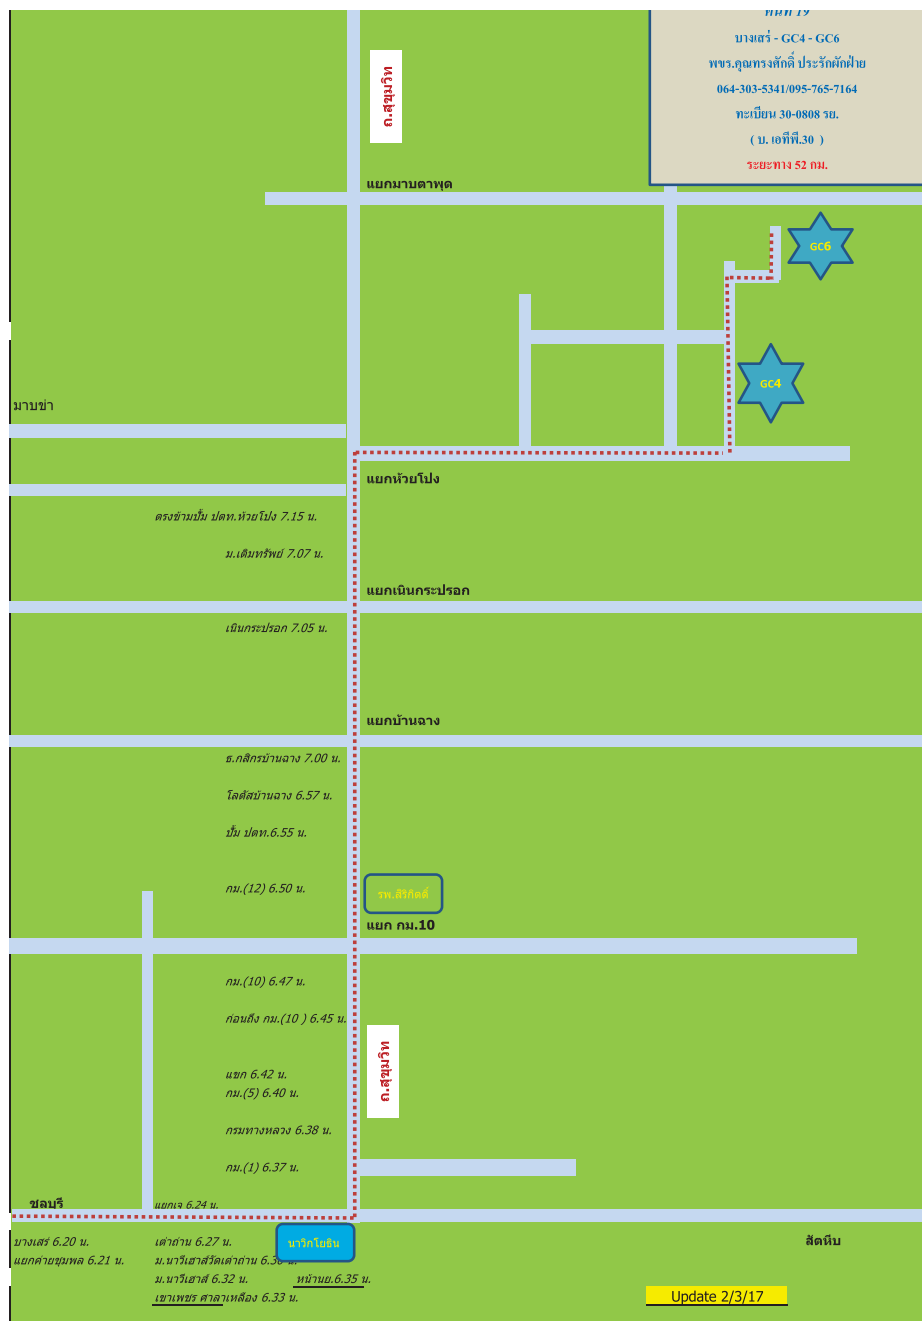 คันที่ 19
บางเสร่ - GC4 - GC6
พขร.คุณทรงศักดิ์ ประรักผักฝ่าย
064-303-5341/095-765-7164
ทะเบียน 30-0808 รย.
( บ. เอทีพี.30 )
ระยะทาง 52 กม.
ถ.สุขุมวิท
แยกมาบตาพุด
GC6
GC4
มาบข่า
แยกห้วยโป่ง
ตรงข้ามปั้ม ปตท.ห้วยโปง 7.15 น.
ม.เติมทรัพย์ 7.07 น.
แยกเนินกระปรอก
เนินกระปรอก 7.05 น.
แยกบ้านฉาง
ธ.กสิกรบ้านฉาง 7.00 น.
โลตัสบ้านฉาง 6.57 น.
ปั้ม ปตท.6.55 น.
กม.(12) 6.50 น.
รพ.สิริกิตติ์
แยก กม.10
กม.(10) 6.47 น.
ก่อนถึง กม.(10 ) 6.45 น.
ถ.สุขุมวิท
แขก 6.42 น.
กม.(5) 6.40 น.
กรมทางหลวง 6.38 น.
กม.(1) 6.37 น.
ชลบุรี
แยกเจ 6.24 น.
บางเสร่ 6.20 น.
เตาถ่าน 6.27 น.
นาวิกโยธิน
สัตหีบ
แยกค่ายชุมพล 6.21 น.
ม.นาวีเฮาส์วัดเตาถ่าน 6.30 น.
ม.นาวีเฮาส์ 6.32 น.
หน้านย.6.35 น.
เขาเพชร ศาลาเหลือง 6.33 น.
Update 2/3/17